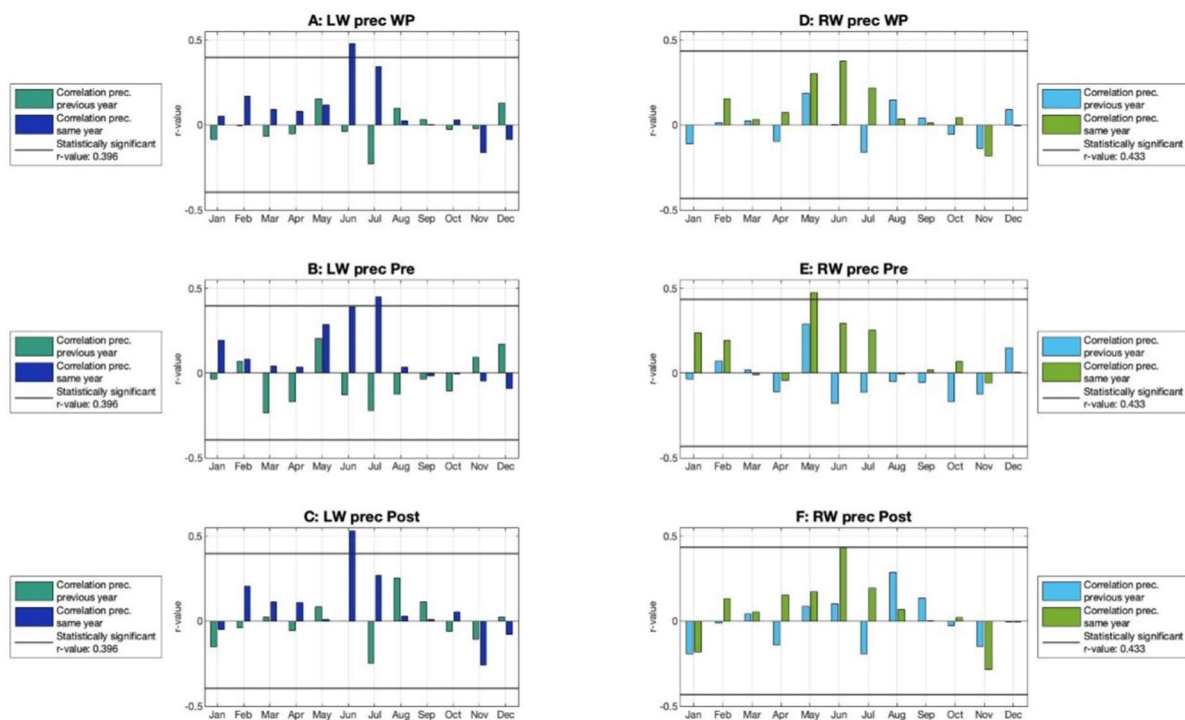 A: LW prec WP
0.5
0
-0.5
r-value
Jan Feb Mar Apr May Jun Jul Aug Sep Oct Nov Dec
Correlation prec.
previous year
Correlation prec.
same year
Statistically significant
r-value: 0.396
D: RW prec WP
0.5
0
-0.5
r-value
Jan Feb Mar Apr May Jun Jul Aug Sep Oct Nov Dec
Correlation prec.
previous year
Correlation prec.
same year
Statistically significant
r-value: 0.433
B: LW prec Pre
0.5
0
-0.5
r-value
Jan Feb Mar Apr May Jun Jul Aug Sep Oct Nov Dec
Correlation prec.
previous year
Correlation prec.
same year
Statistically significant
r-value: 0.396
E: RW prec Pre
0.5
0
-0.5
r-value
Jan Feb Mar Apr May Jun Jul Aug Sep Oct Nov Dec
Correlation prec.
previous year
Correlation prec.
same year
Statistically significant
r-value: 0.433
C: LW prec Post
0.5
0
-0.5
r-value
Jan Feb Mar Apr May Jun Jul Aug Sep Oct Nov Dec
Correlation prec.
previous year
Correlation prec.
same year
Statistically significant
r-value: 0.396
F: RW prec Post
0.5
0
-0.5
r-value
Jan Feb Mar Apr May Jun Jul Aug Sep Oct Nov Dec
Correlation prec.
previous year
Correlation prec.
same year
Statistically significant
r-value: 0.433